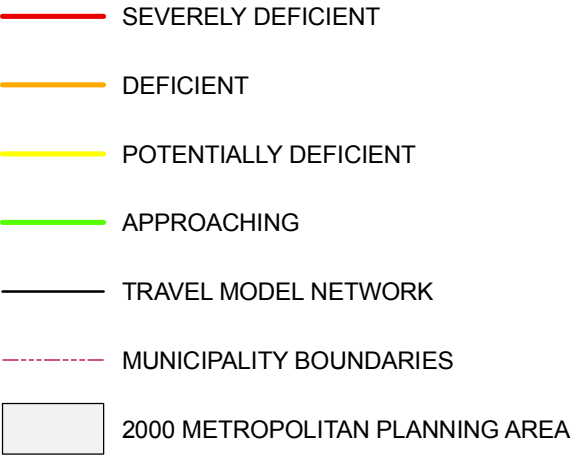 SEVERELY DEFICIENT
DEFICIENT
POTENTIALLY DEFICIENT
APPROACHING
TRAVEL MODEL NETWORK
MUNICIPALITY BOUNDARIES
2000 METROPOLITAN PLANNING AREA